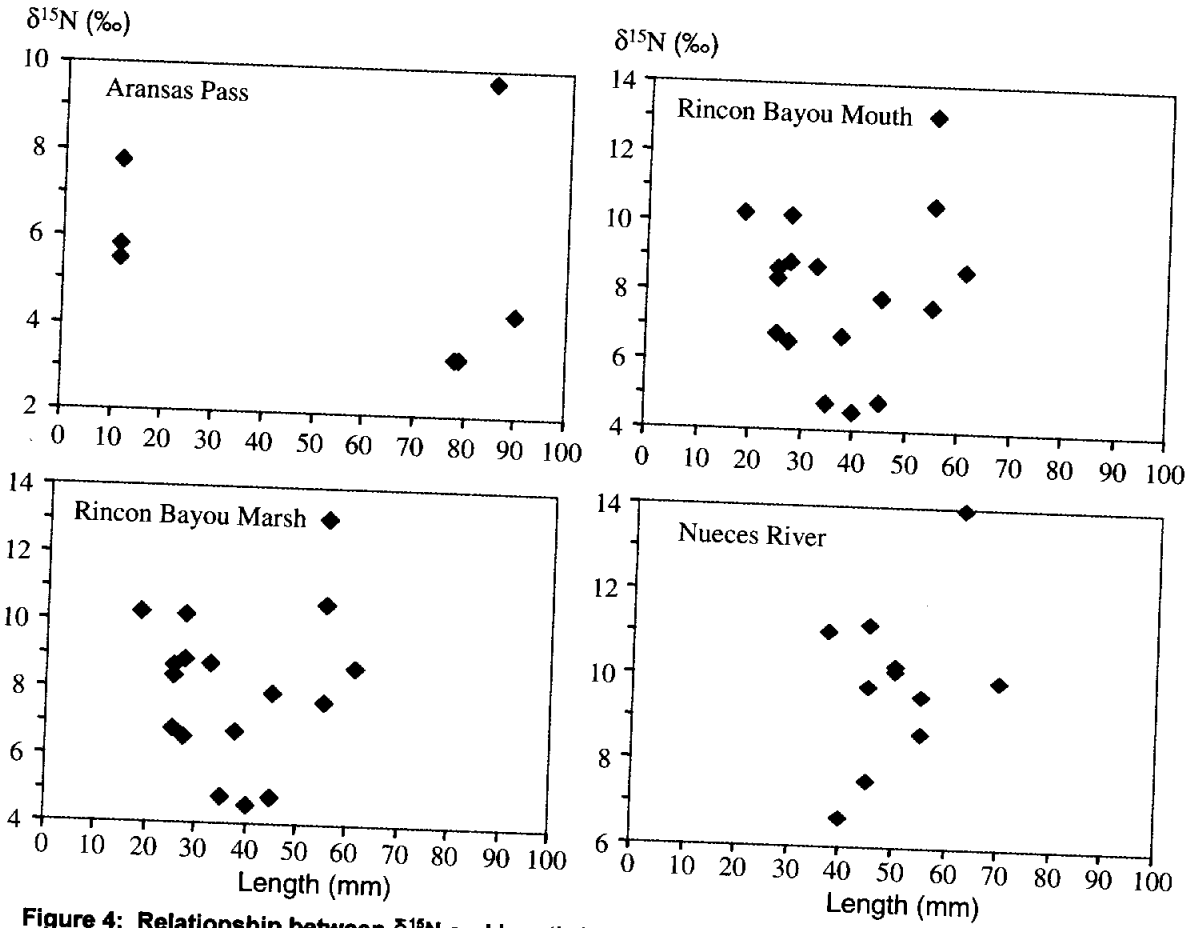 δ¹⁵N (‰)
10
Aransas Pass
8
6
4
2
0 10 20 30 40 50 60 70 80 90 100
δ¹⁵N (‰)
14
Rincon Bayou Mouth
12
10
8
6
4
0 10 20 30 40 50 60 70 80 90 100
14
Rincon Bayou Marsh
12
10
8
6
4
0 10 20 30 40 50 60 70 80 90 100
Length (mm)
14
Nueces River
12
10
8
6
0 10 20 30 40 50 60 70 80 90 100
Length (mm)
Figure 4: Relationship between δ¹⁵N